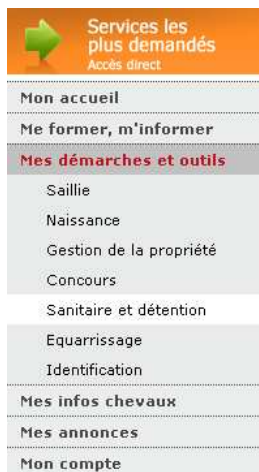 Services les
plus demandés
Accès direct
Mon accueil
Me former, m'informer
Mes démarches et outils
Saillie
Naissance
Gestion de la propriété
Concours
Sanitaire et détention
Equarrissage
Identification
Mes infos chevaux
Mes annonces
Mon compte